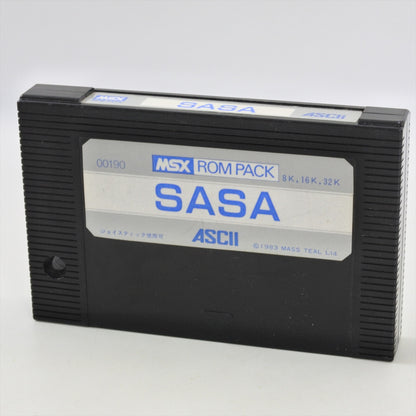 MSX
SASA
ASCII
00190
MSX ROM PACK
8K,16K,32K
SASA
ジョイスティック使用可
ASCII
©1983 MASS TEAL Ltd